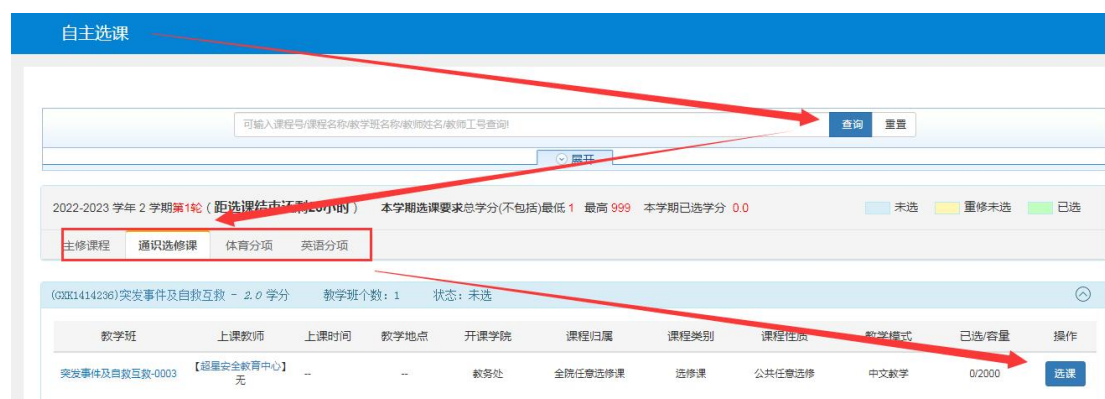 自主选课
可输入课程号/课程名称/教学班名称/教师姓名/教师工号查询!
查询 重置
展开
2022-2023 学年 2 学期第1轮（距选课结束还剩20小时） 本学期选课要求总学分(不包括)最低 1 最高 999 本学期已选学分 0.0 未选 重修未选 已选
主修课程 通识选修课 体育分项 英语分项
(GXK1414236)突发事件及自救互救 - 2.0 学分 教学班个数: 1 状态: 未选
教学班 上课教师 上课时间 教学地点 开课学院 课程归属 课程类别 课程性质 教学模式 已选/容量 操作
突发事件及自救互救-0003 【超星安全教育中心】 -- -- 教务处 全院任意选修课 选修课 公共任意选修 中文教学 0/2000 选课
无